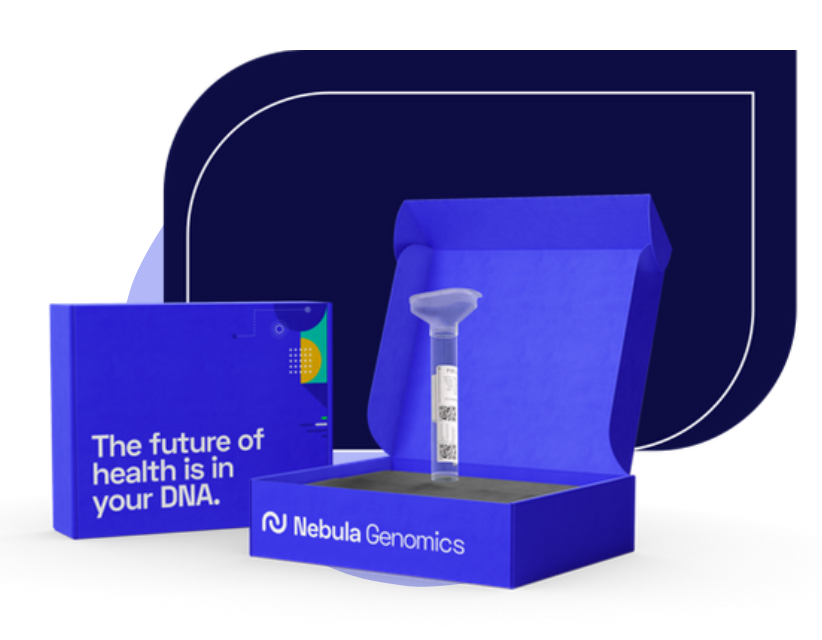 The future of
health is in
your DNA.
Nebula Genomics